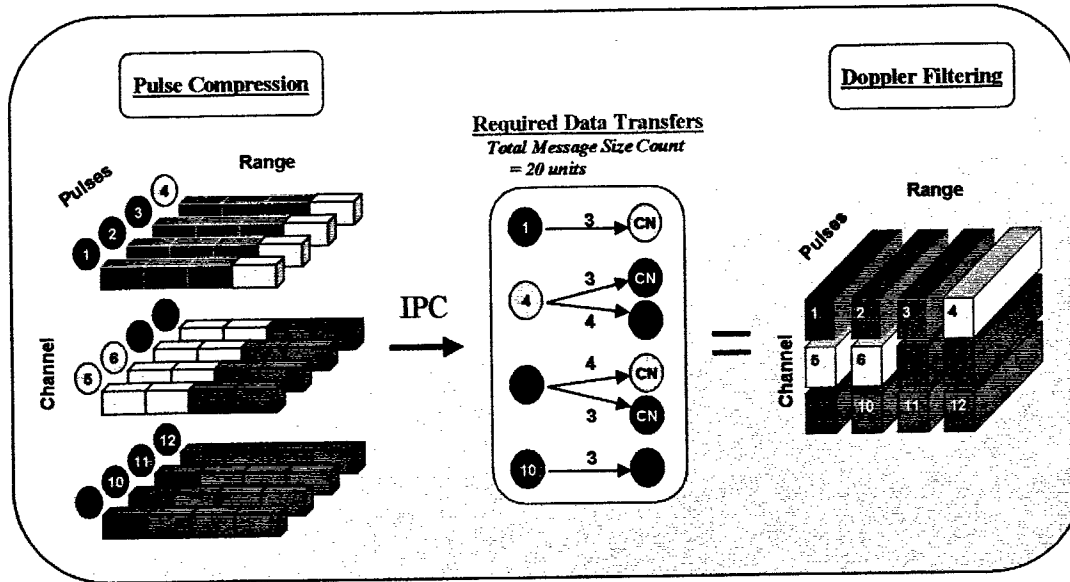 Pulse Compression
Doppler Filtering
Required Data Transfers
Total Message Size Count
= 20 units
Range
Pulses
4
3
2
1
6
5
Channel
12
11
10
IPC
1
3
CN
4
3
CN
4
4
CN
3
CN
10
3
=
Range
Pulses
1
2
3
4
5
6
10
11
12
Channel